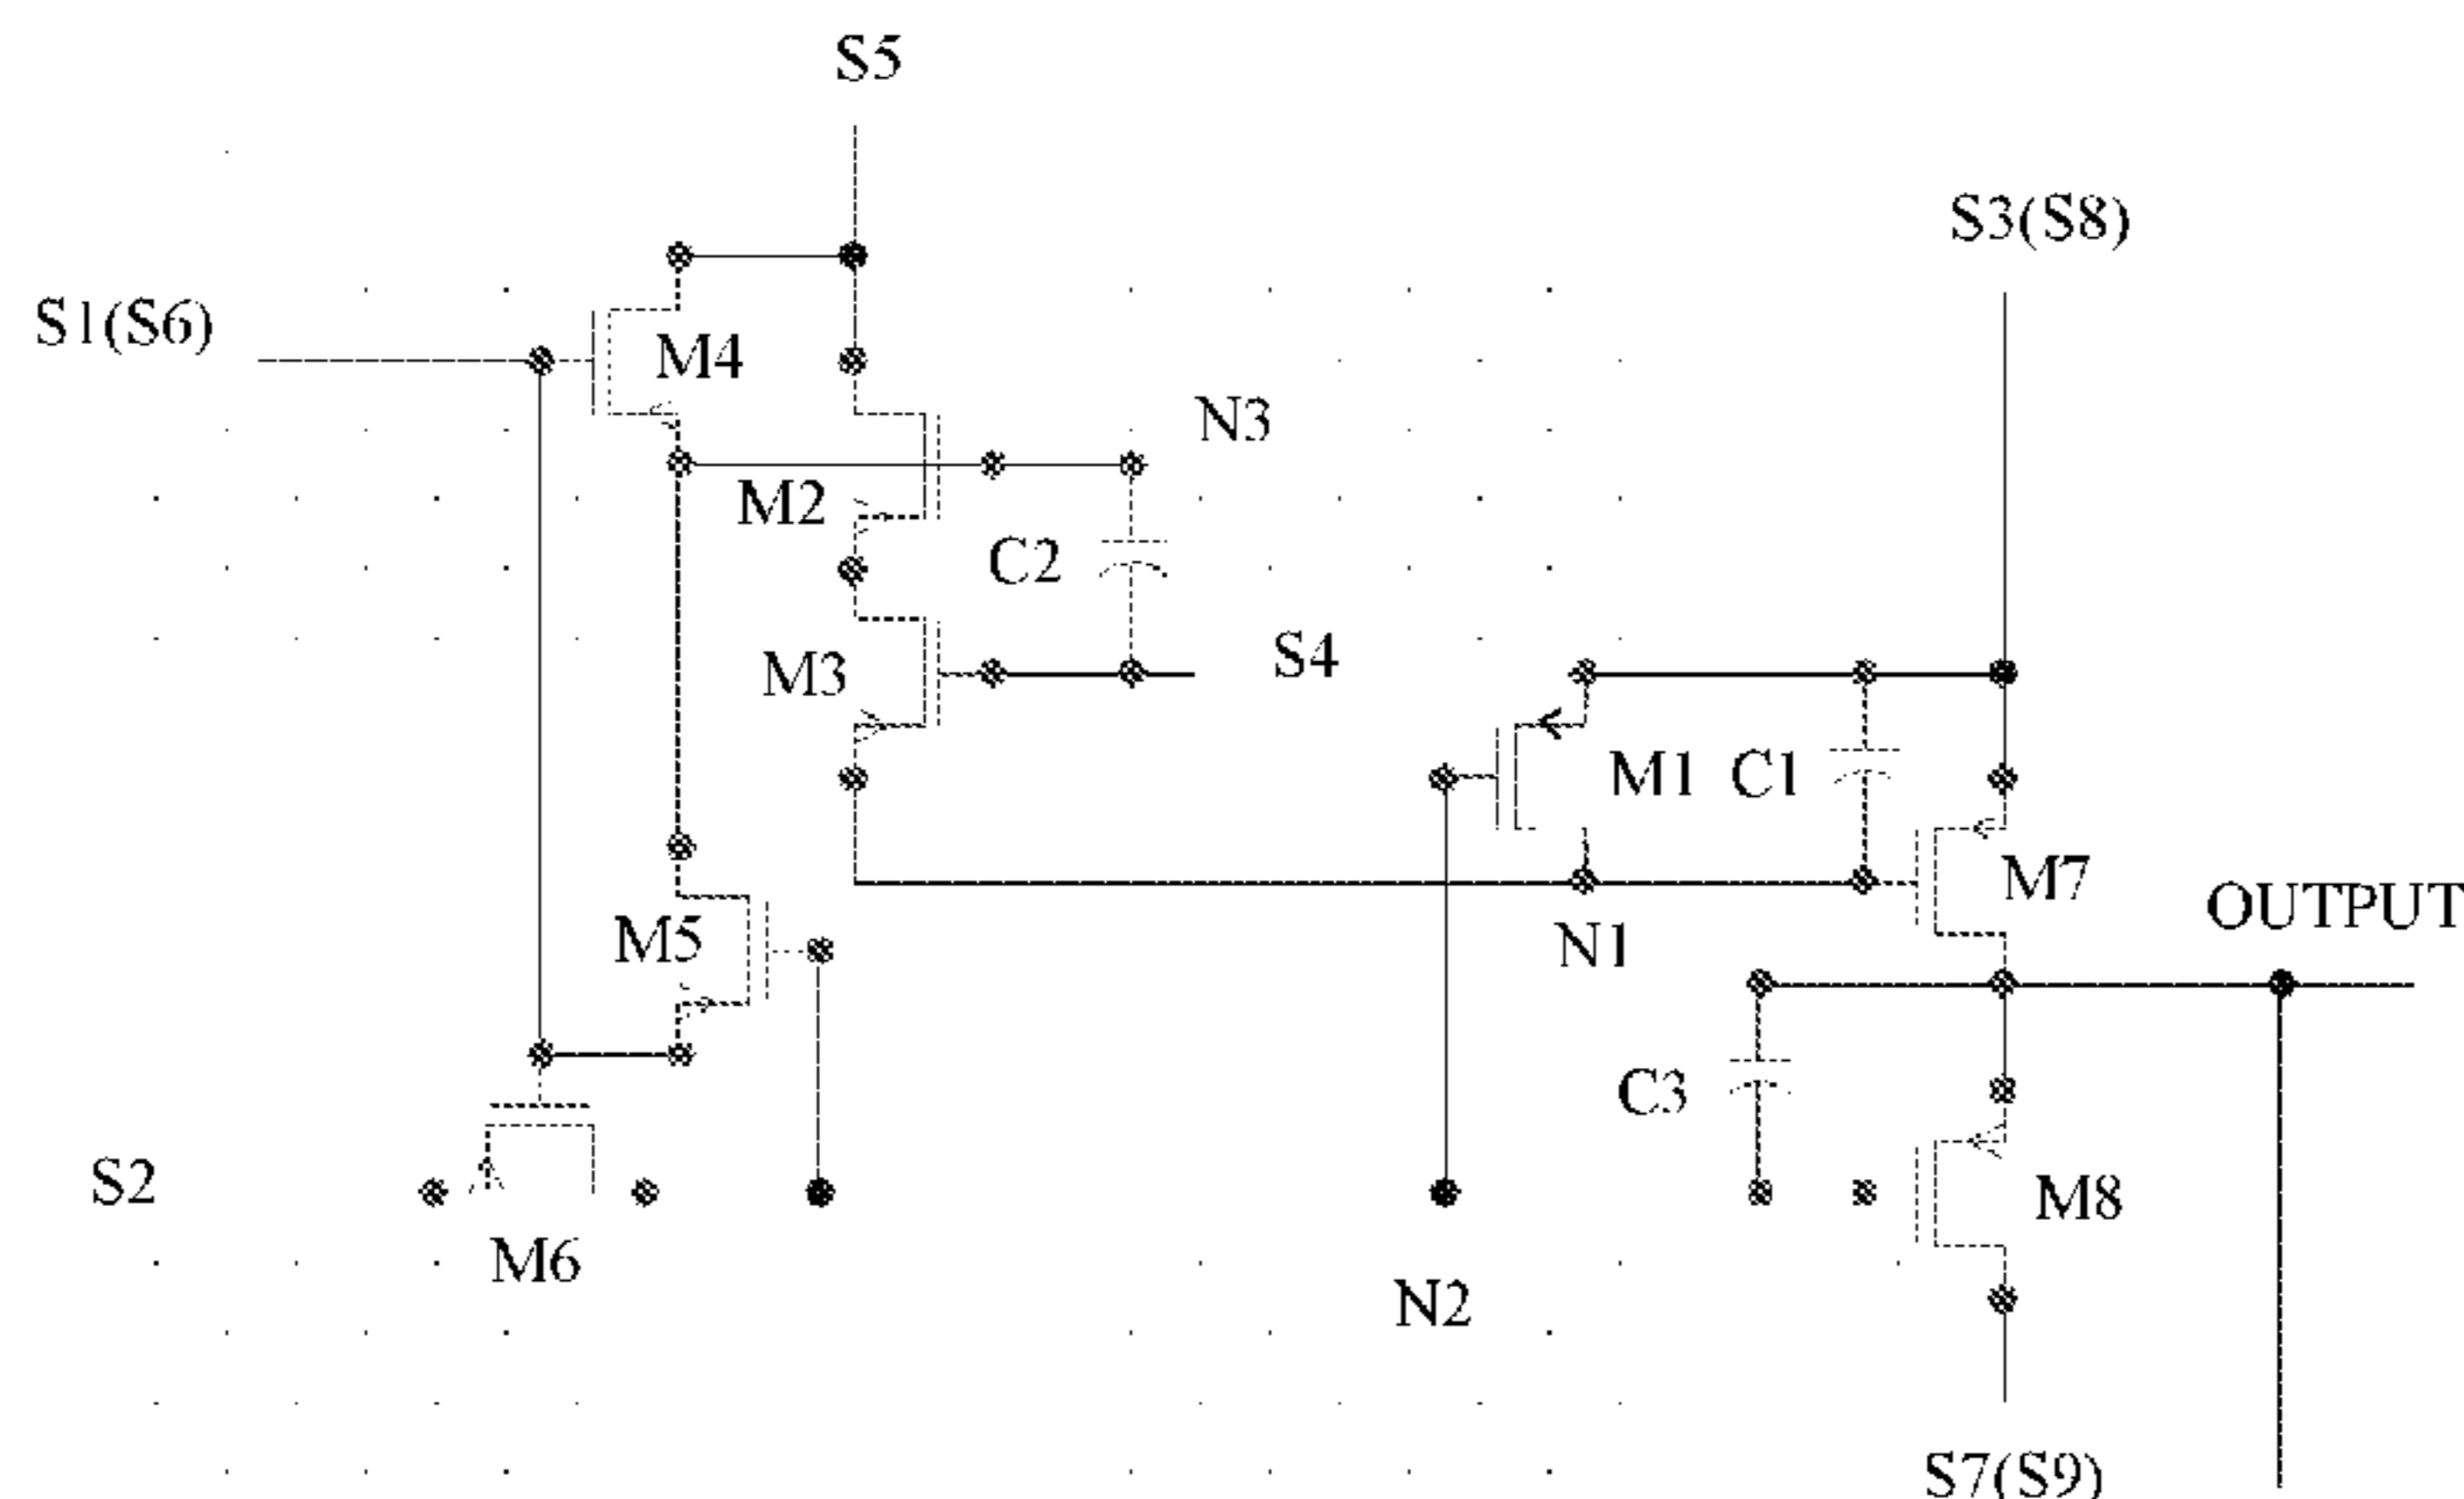 S5
S3(S8)
S1(S6)
M4
N3
M2
C2
S4
M3
M1
C1
M7
OUTPUT
M5
N1
C3
S2
M8
M6
N2
S7(S9)